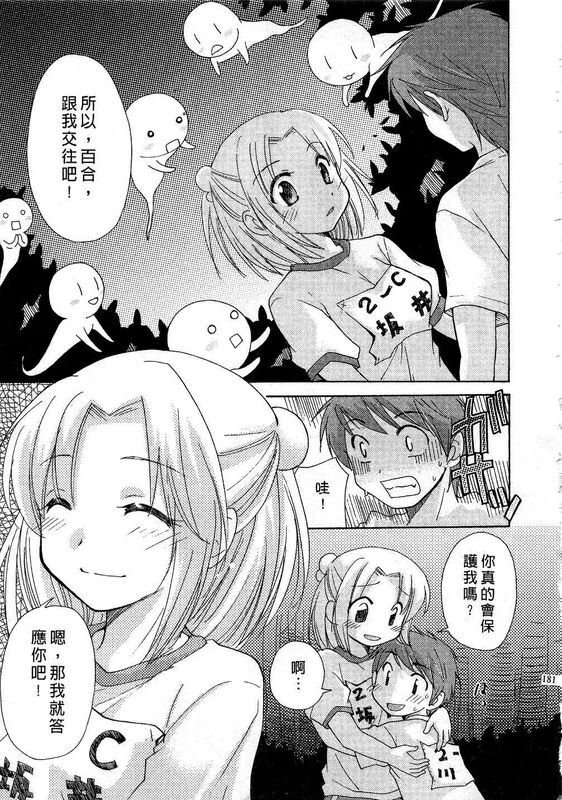 所以，百合，
跟我交往吧！
2-C
坂井
哇！
你真的會保
護我嗎？
啊…
2-
坂
2-
川
嗯，那我就答
應你吧！
C
坂井
181